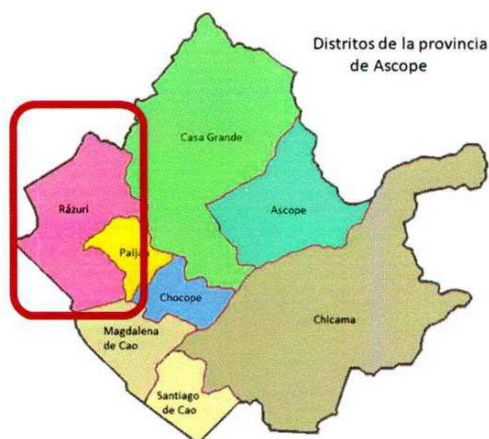 Distritos de la provincia
de Ascope
Casa Grande
Rázuri
Ascope
Paiján
Chocope
Chicama
Magdalena
de Cao
Santiago
de Cao